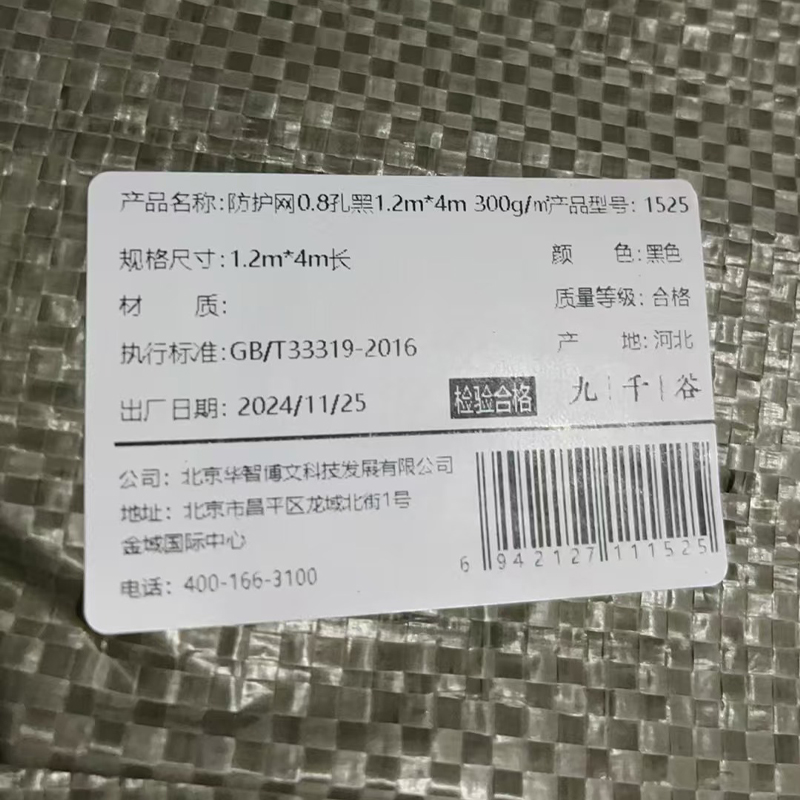 产品名称:防护网0.8孔黑1.2m*4m 300g/㎡产品型号: 1525
规格尺寸:1.2m*4m长 颜 色:黑色
材 质: 质量等级: 合格
执行标准:GB/T33319-2016 产 地: 河北
出厂日期: 2024/11/25 检验合格 九|千|谷
公司: 北京华智博文科技发展有限公司
地址: 北京市昌平区龙域北街1号
金域国际中心
电话: 400-166-3100
6 942127 111525